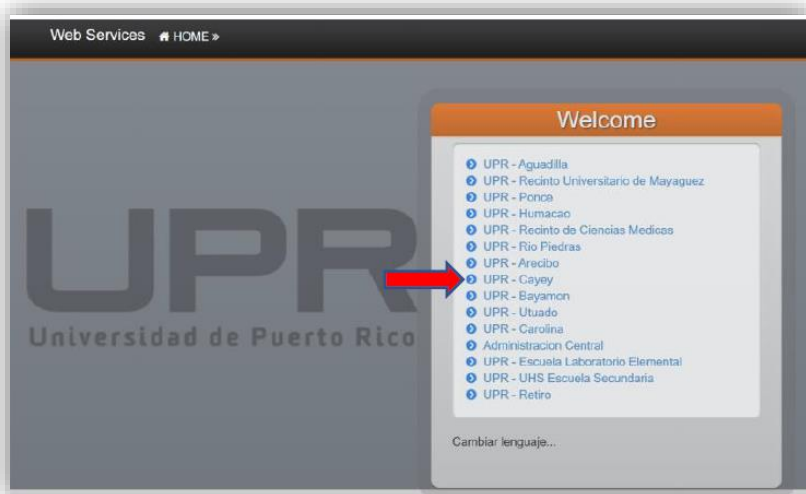 Web Services HOME »
Welcome
UPR - Aguadilla
UPR - Recinto Universitario de Mayaguez
UPR - Ponce
UPR - Humacao
UPR - Recinto de Ciencias Medicas
UPR - Rio Piedras
UPR - Arecibo
UPR - Cayey
UPR - Bayamon
UPR - Utuado
UPR - Carolina
Administracion Central
UPR - Escuela Laboratorio Elemental
UPR - UHS Escuela Secundaria
UPR - Retiro
Cambiar lenguaje...
UPR
Universidad de Puerto Rico